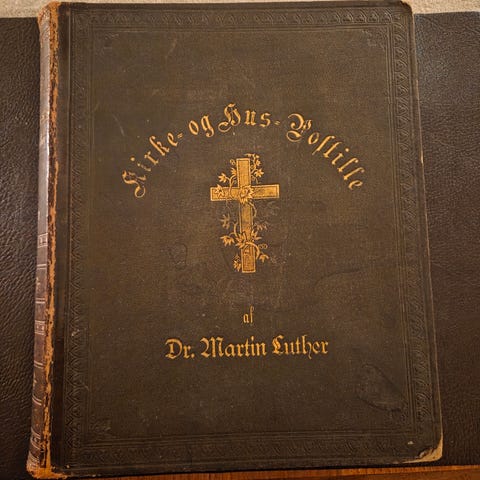 Kirke- og Hus-Postille
af
Dr. Martin Luther